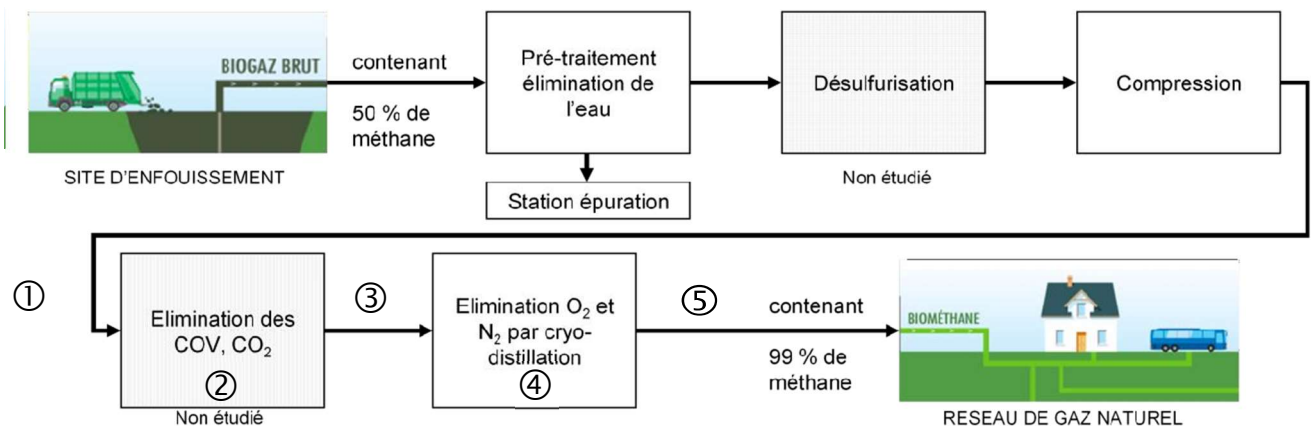 BIOGAZ BRUT
SITE D'ENFOUISSEMENT
contenant
50 % de
méthane
Pré-traitement
élimination de
l'eau
Station épuration
Désulfurisation
Non étudié
Compression
①
Elimination des
COV, CO₂
②
Non étudié
③
Elimination O₂ et
N₂ par cryo-
distillation
④
⑤
contenant
99 % de
méthane
BIOMÉTHANE
RESEAU DE GAZ NATUREL